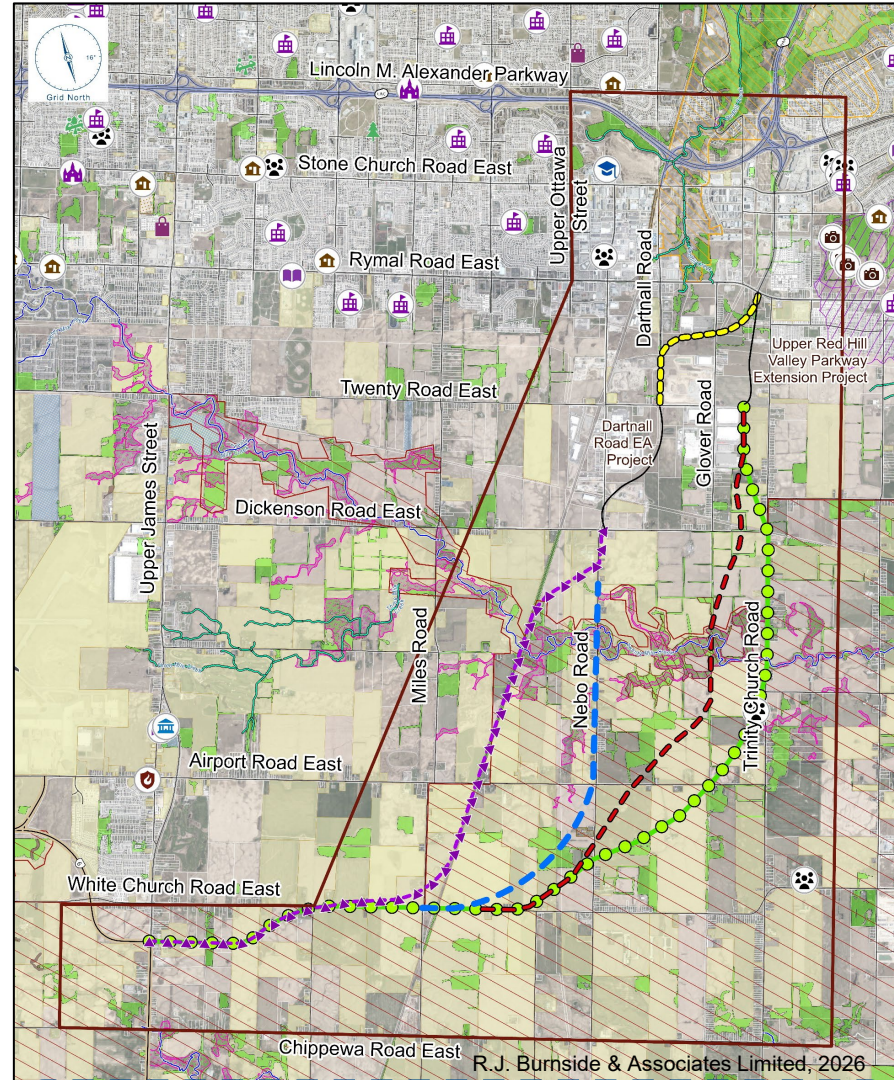 16°
Grid North
Lincoln M. Alexander Parkway
Stone Church Road East
Upper Ottawa
Street
Rymal Road East
Dartnall Road
Upper Red Hill
Valley Parkway
Extension Project
Twenty Road East
Glover Road
Dartnall
Road EA
Project
Upper James Street
Dickenson Road East
Miles Road
Nebo Road
Trinity Church Road
Airport Road East
6
White Church Road East
Chippewa Road East
R.J. Burnside & Associates Limited, 2026